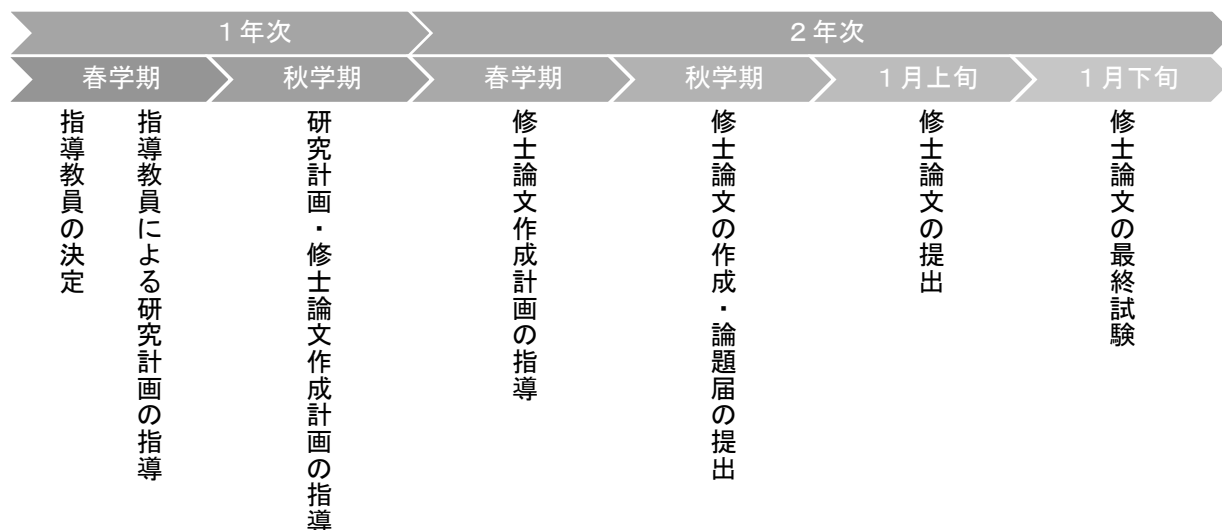 １年次
２年次
春学期
秋学期
春学期
秋学期
１月上旬
１月下旬
指導教員の決定
指導教員による研究計画の指導
研究計画・修士論文作成計画の指導
修士論文作成計画の指導
修士論文の作成・論題届の提出
修士論文の提出
修士論文の最終試験